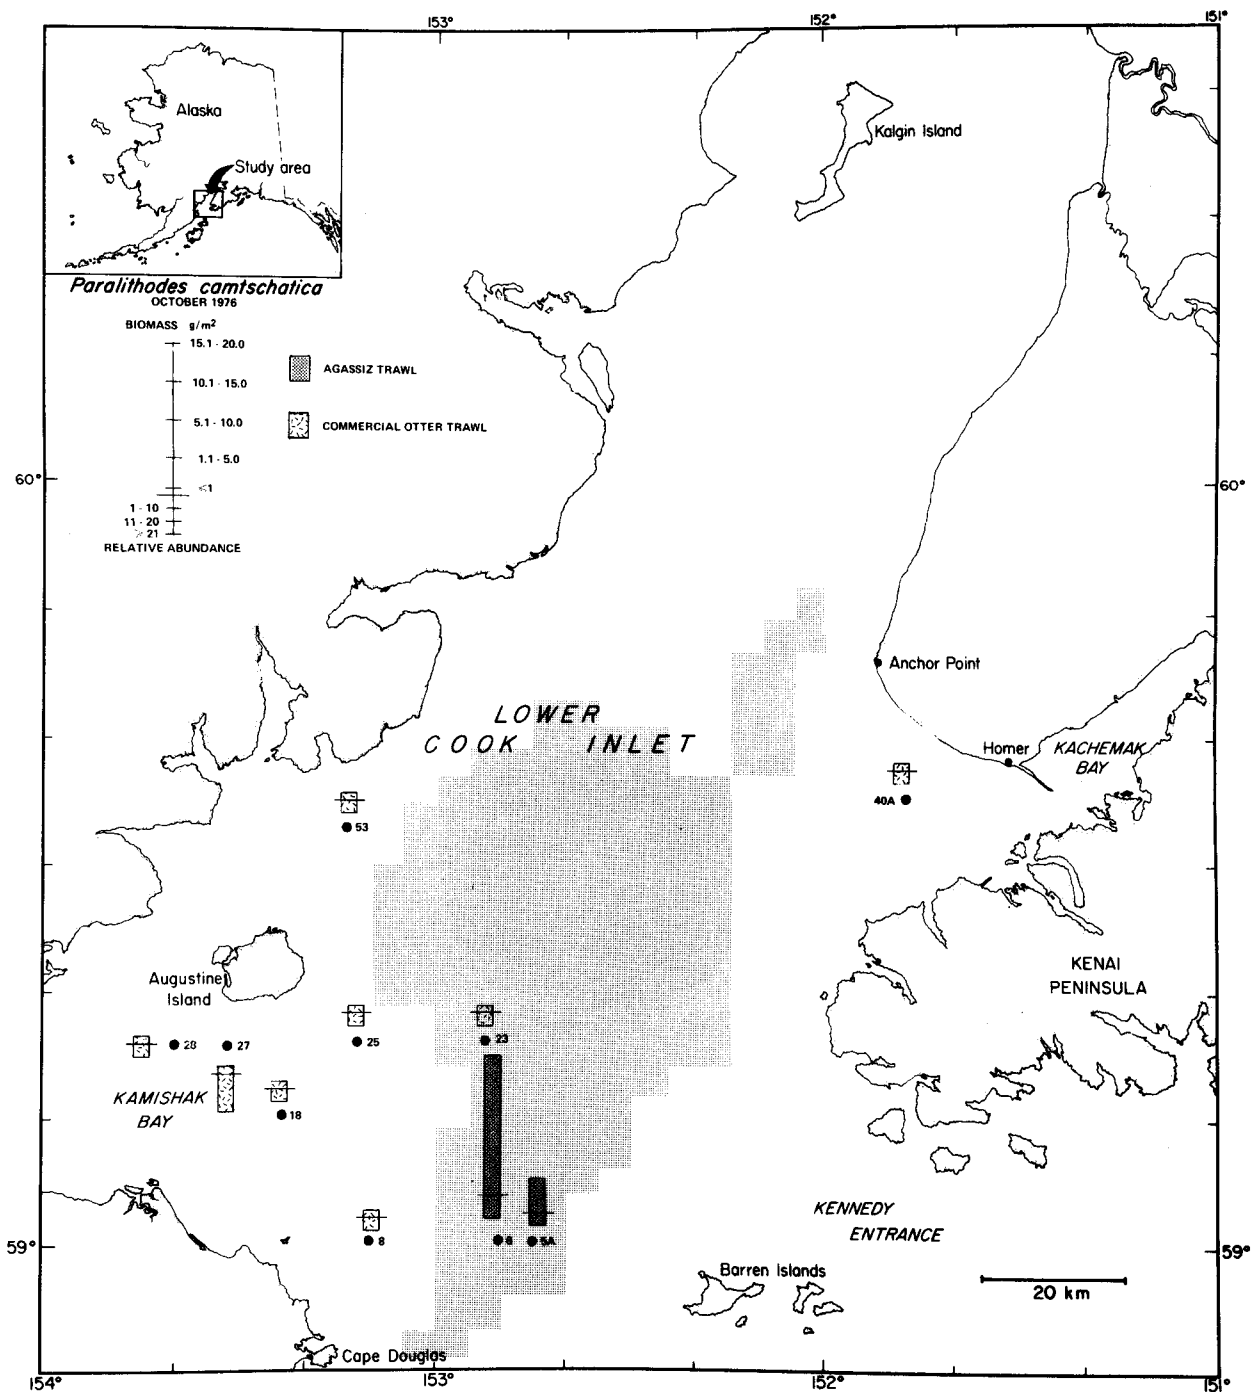 153°
152°
151°
Alaska
Study area
Kalgin Island
Paralithodes camtschatica
OCTOBER 1976
BIOMASS g/m²
15.1 - 20.0
10.1 - 15.0
5.1 - 10.0
1.1 - 5.0
<1
1 - 10
11 - 20
21
RELATIVE ABUNDANCE
AGASSIZ TRAWL
COMMERCIAL OTTER TRAWL
60°
60°
Anchor Point
LOWER
COOK INLET
Homer
KACHEMAK
BAY
40A
53
Augustine
Island
KENAI
PENINSULA
28
27
25
23
KAMISHAK
BAY
18
KENNEDY
ENTRANCE
8
6
5A
59°
59°
Barren Islands
20 km
Cape Douglas
154°
153°
152°
151°